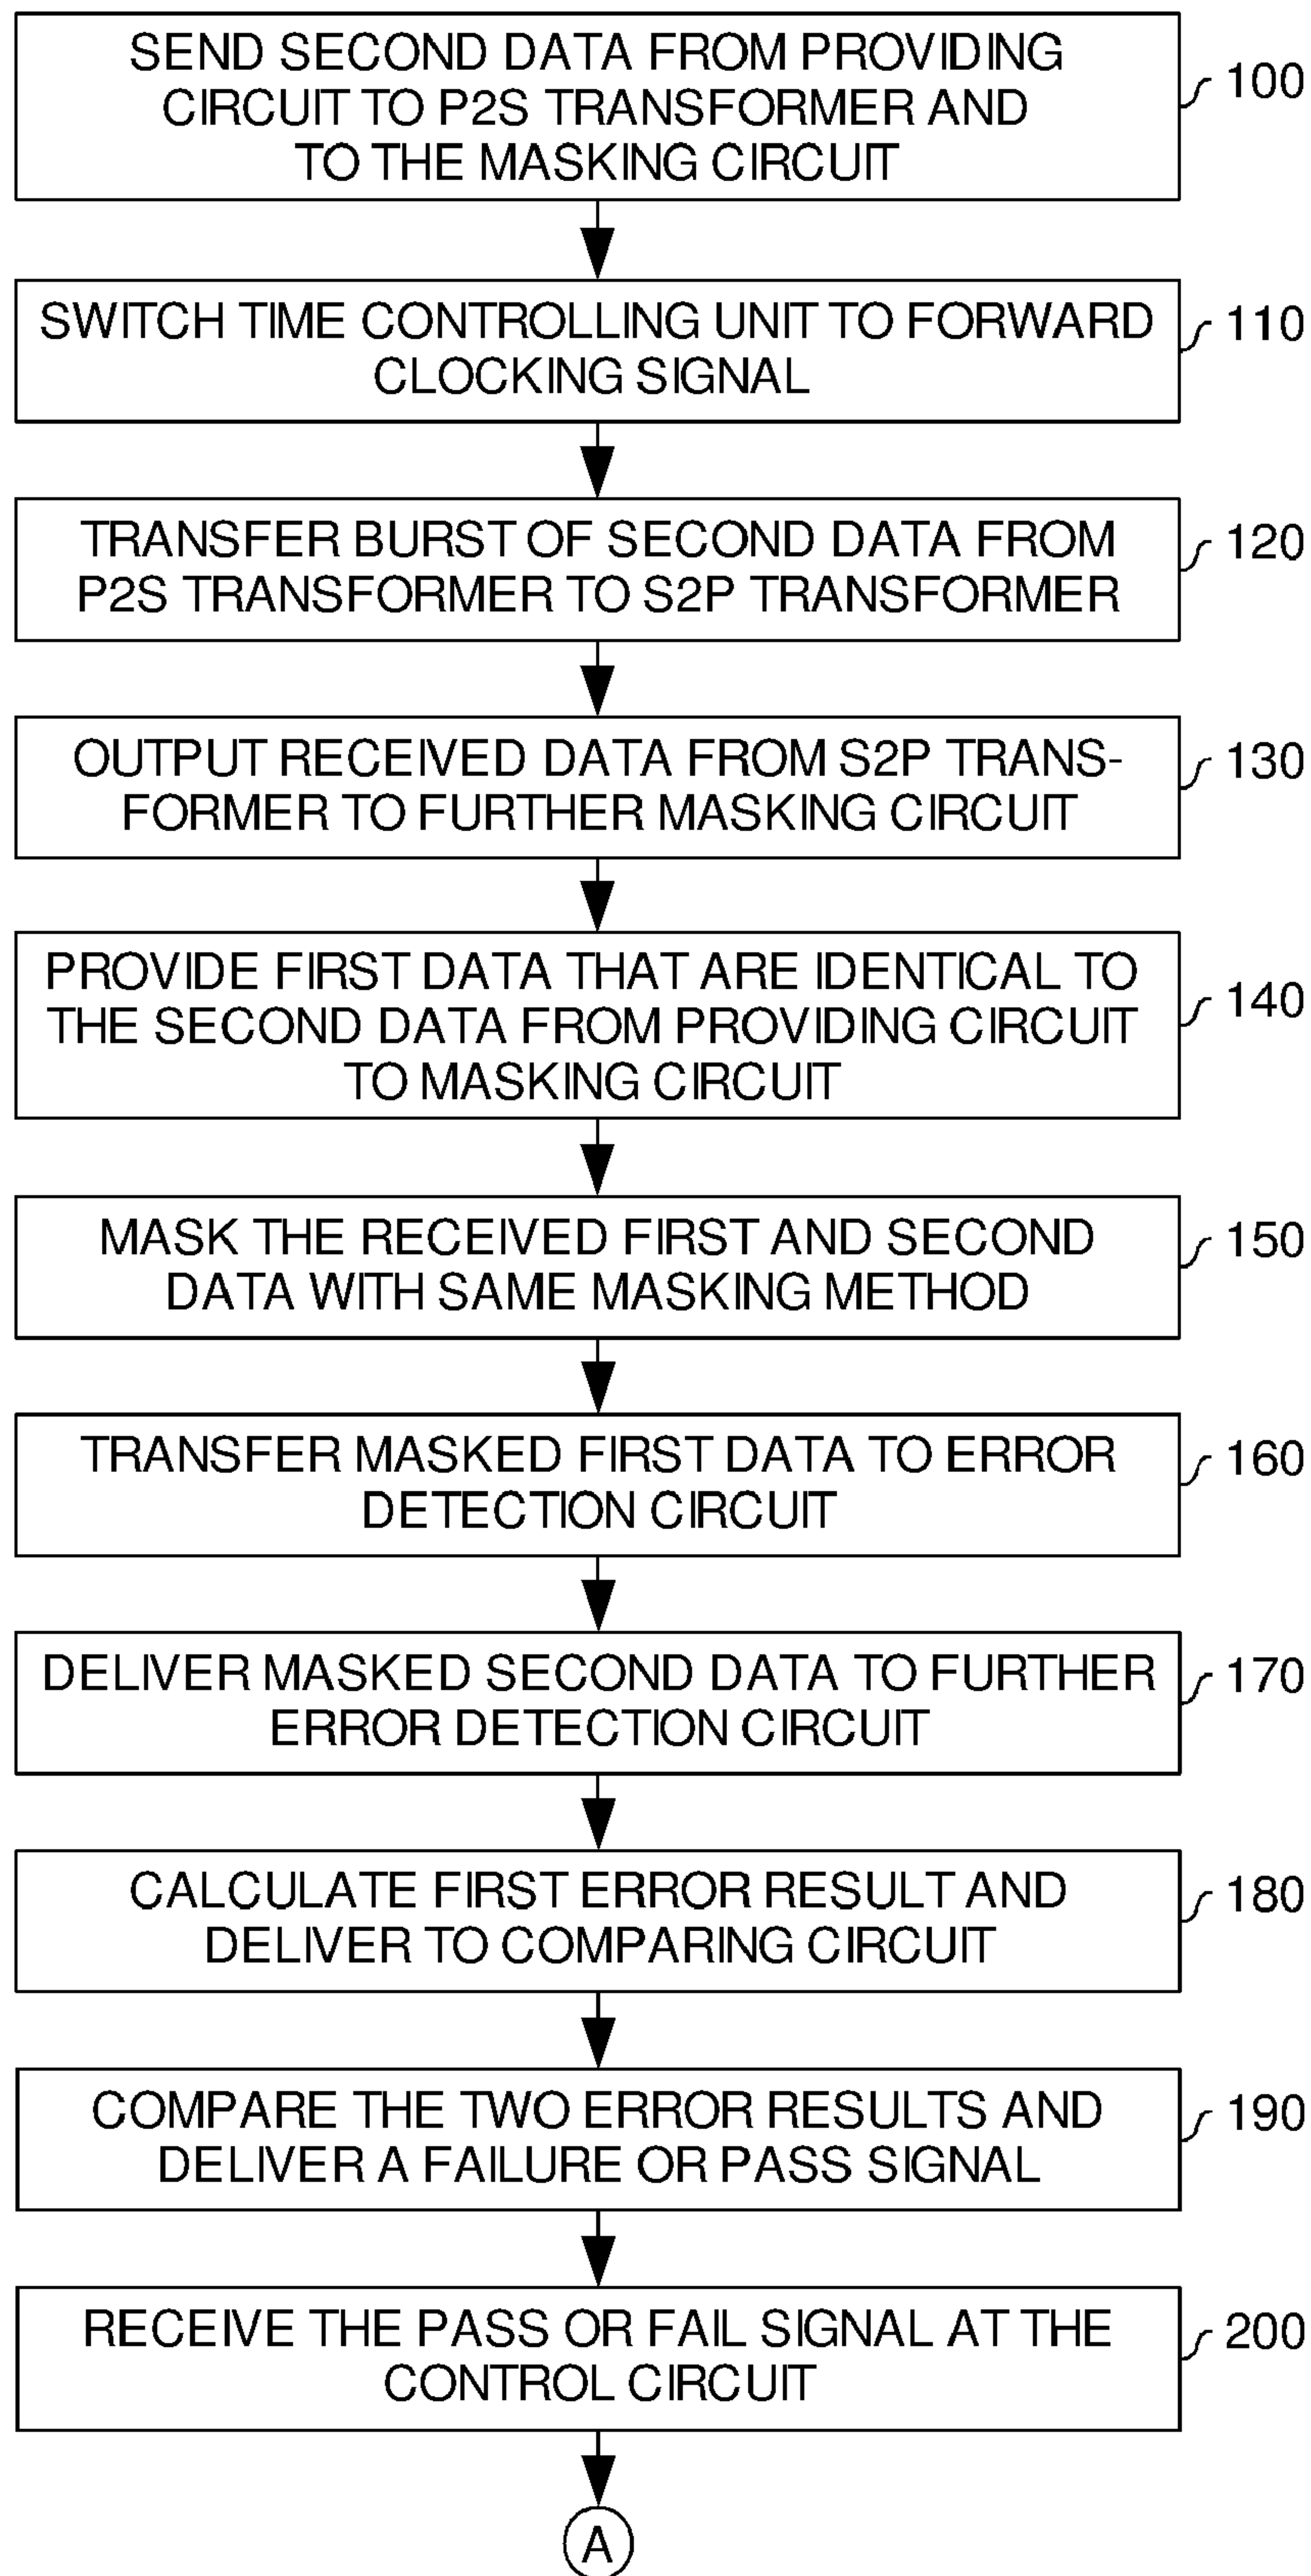 SEND SECOND DATA FROM PROVIDING
CIRCUIT TO P2S TRANSFORMER AND
TO THE MASKING CIRCUIT
100
SWITCH TIME CONTROLLING UNIT TO FORWARD
CLOCKING SIGNAL
110
TRANSFER BURST OF SECOND DATA FROM
P2S TRANSFORMER TO S2P TRANSFORMER
120
OUTPUT RECEIVED DATA FROM S2P TRANS-
FORMER TO FURTHER MASKING CIRCUIT
130
PROVIDE FIRST DATA THAT ARE IDENTICAL TO
THE SECOND DATA FROM PROVIDING CIRCUIT
TO MASKING CIRCUIT
140
MASK THE RECEIVED FIRST AND SECOND
DATA WITH SAME MASKING METHOD
150
TRANSFER MASKED FIRST DATA TO ERROR
DETECTION CIRCUIT
160
DELIVER MASKED SECOND DATA TO FURTHER
ERROR DETECTION CIRCUIT
170
CALCULATE FIRST ERROR RESULT AND
DELIVER TO COMPARING CIRCUIT
180
COMPARE THE TWO ERROR RESULTS AND
DELIVER A FAILURE OR PASS SIGNAL
190
RECEIVE THE PASS OR FAIL SIGNAL AT THE
CONTROL CIRCUIT
200
A